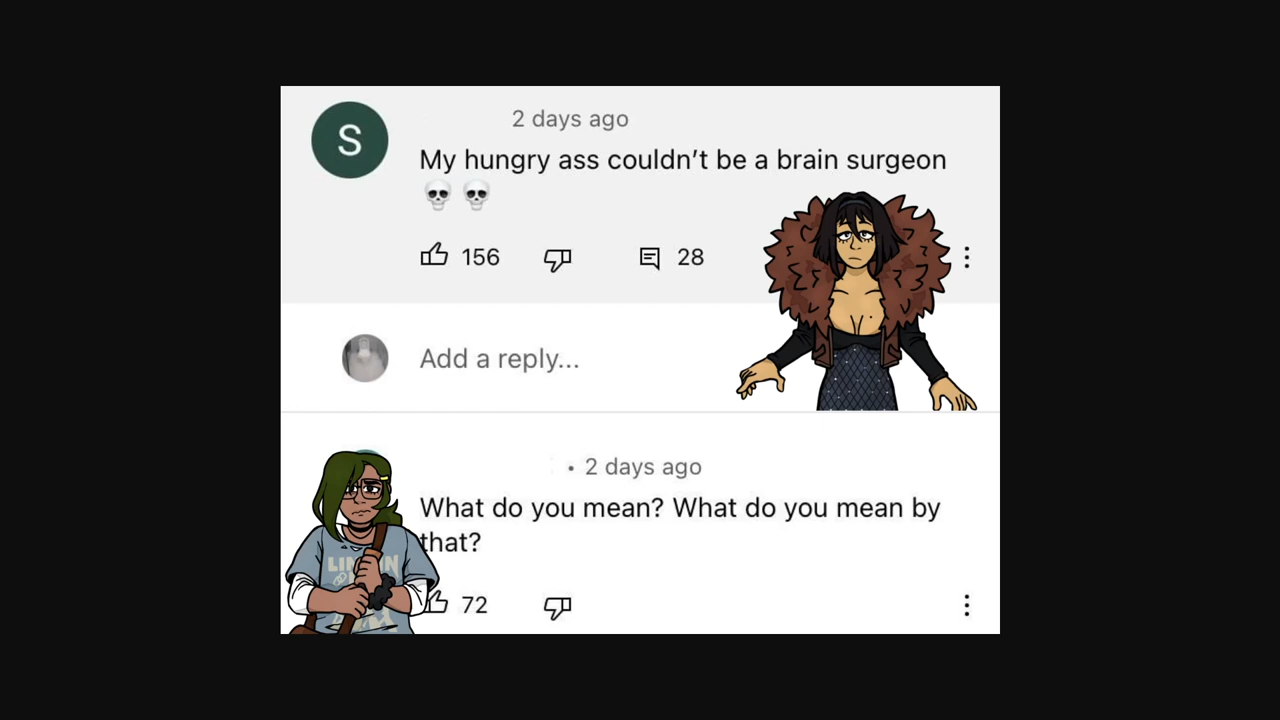 S
2 days ago
My hungry ass couldn't be a brain surgeon
💀 💀
156 28
Add a reply...
• 2 days ago
What do you mean? What do you mean by
that?
72